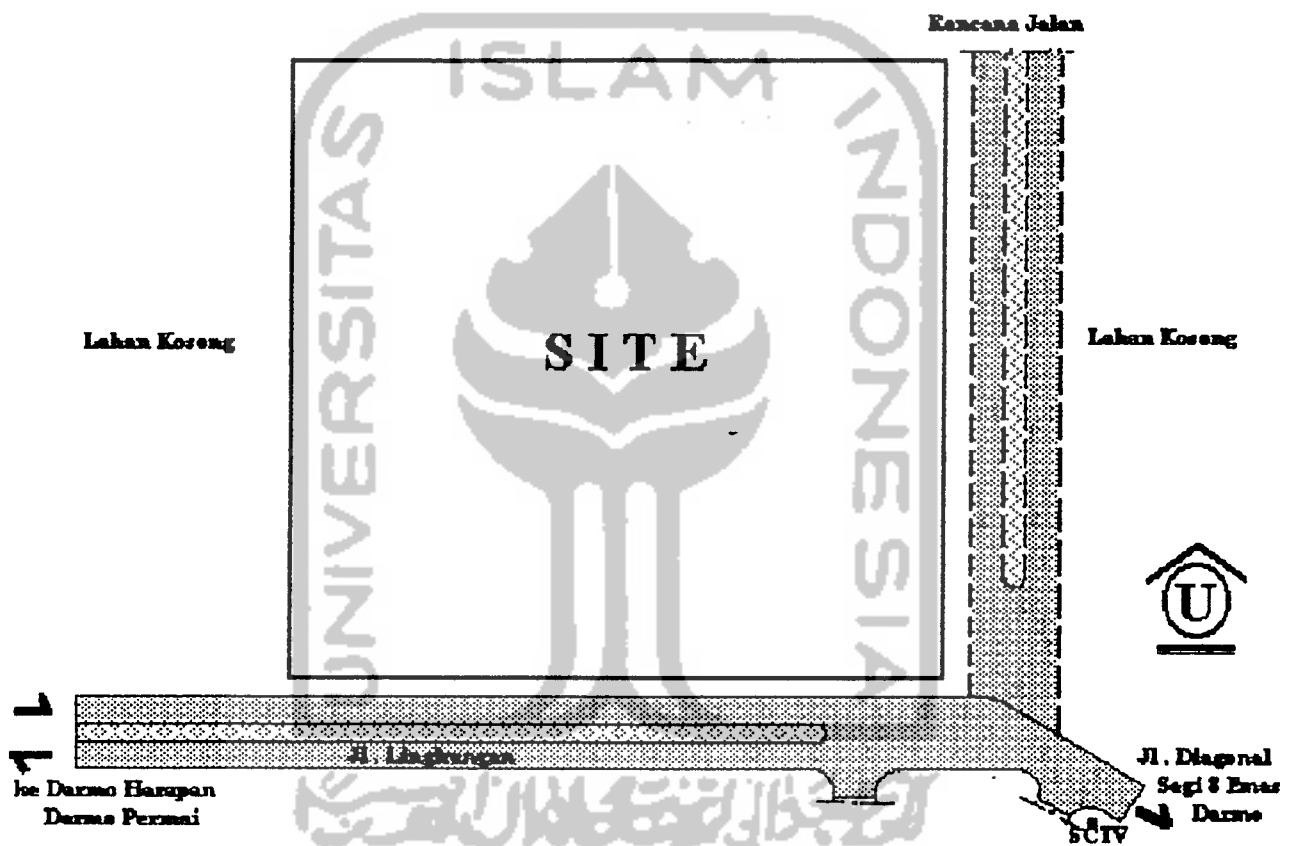 Rencana Jalan
ISLAM
UNIVERSITAS
INDONESIA
Lahan Kosong
SITE
Lahan Kosong
U
Jl. Lingkungan
ke Darmo Harapan
Darmo Permai
Jl. Diagonal
Segi 8 Emas
Darmo
SCTV